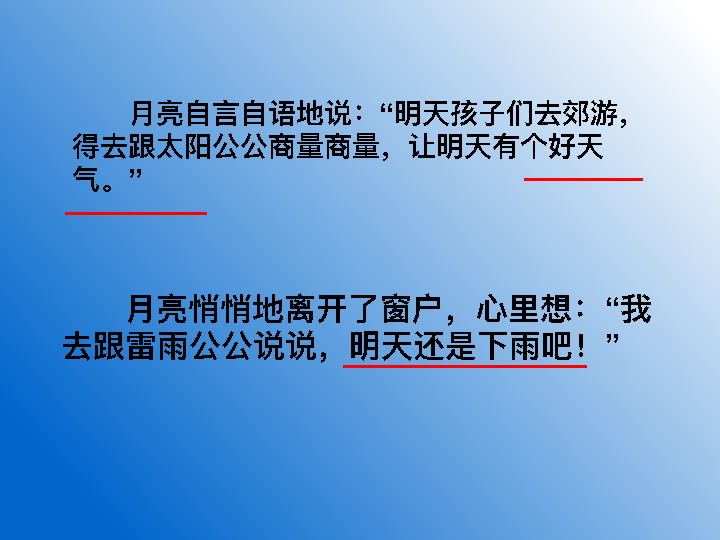 月亮自言自语地说：“明天孩子们去郊游，
得去跟太阳公公商量商量，让明天有个好天
气。”
月亮悄悄地离开了窗户，心里想：“我
去跟雷雨公公说说，明天还是下雨吧！”